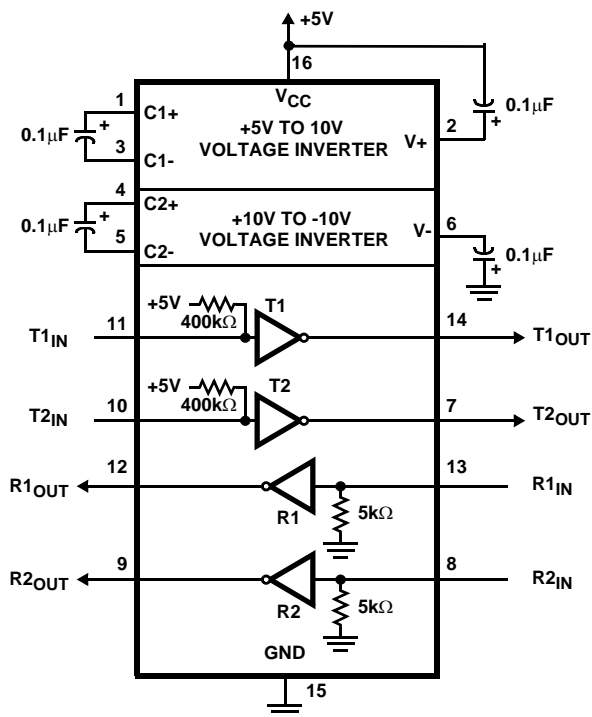 +5V
16
VCC
1
C1+
0.1µF
+
3
C1-
+5V TO 10V
VOLTAGE INVERTER
V+
2
0.1µF
+
4
C2+
0.1µF
+
5
C2-
+10V TO -10V
VOLTAGE INVERTER
V-
6
0.1µF
+
T1IN
11
+5V
400kΩ
T1
14
T1OUT
T2IN
10
+5V
400kΩ
T2
7
T2OUT
R1OUT
12
R1
5kΩ
13
R1IN
R2OUT
9
R2
5kΩ
8
R2IN
GND
15